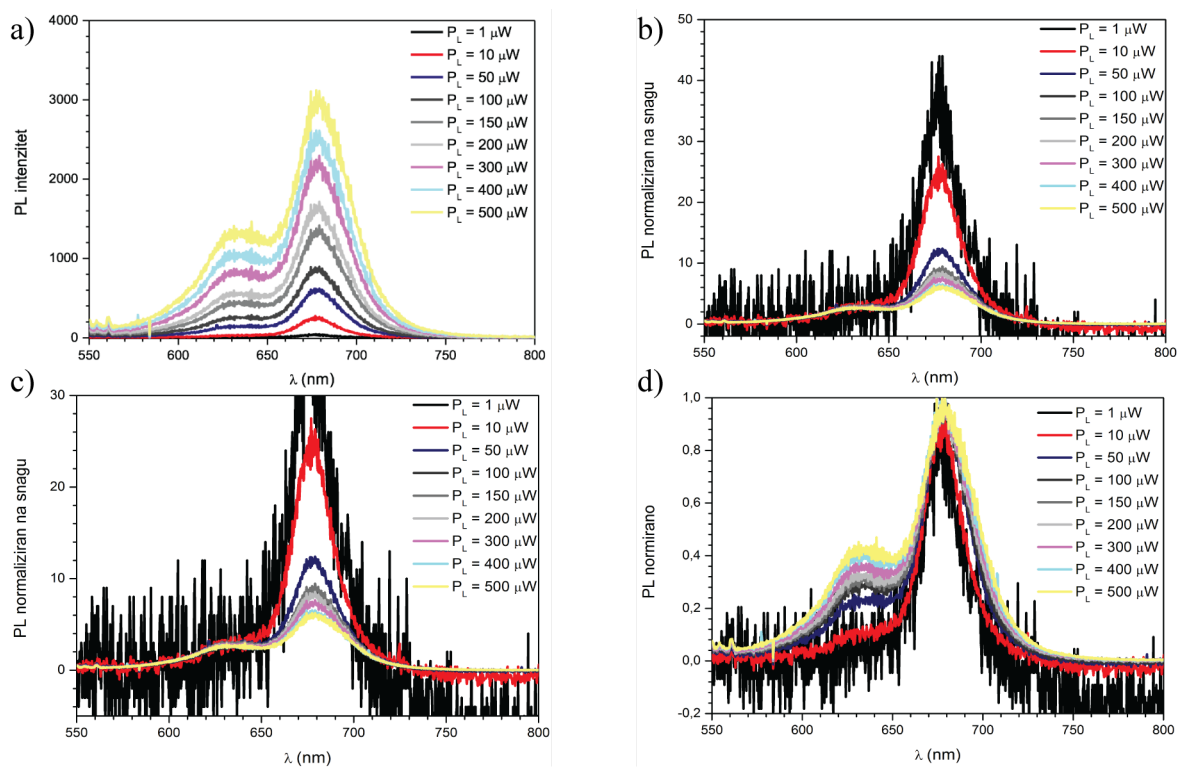 a)
4000
3000
2000
1000
0
550 600 650 700 750 800
PL intenzitet
λ (nm)
P_L = 1 μW
P_L = 10 μW
P_L = 50 μW
P_L = 100 μW
P_L = 150 μW
P_L = 200 μW
P_L = 300 μW
P_L = 400 μW
P_L = 500 μW
b)
50
40
30
20
10
0
550 600 650 700 750 800
PL normaliziran na snagu
λ (nm)
P_L = 1 μW
P_L = 10 μW
P_L = 50 μW
P_L = 100 μW
P_L = 150 μW
P_L = 200 μW
P_L = 300 μW
P_L = 400 μW
P_L = 500 μW
c)
30
20
10
0
550 600 650 700 750 800
PL normaliziran na snagu
λ (nm)
P_L = 1 μW
P_L = 10 μW
P_L = 50 μW
P_L = 100 μW
P_L = 150 μW
P_L = 200 μW
P_L = 300 μW
P_L = 400 μW
P_L = 500 μW
d)
1,0
0,8
0,6
0,4
0,2
0,0
-0,2
550 600 650 700 750 800
PL normirano
λ (nm)
P_L = 1 μW
P_L = 10 μW
P_L = 50 μW
P_L = 100 μW
P_L = 150 μW
P_L = 200 μW
P_L = 300 μW
P_L = 400 μW
P_L = 500 μW